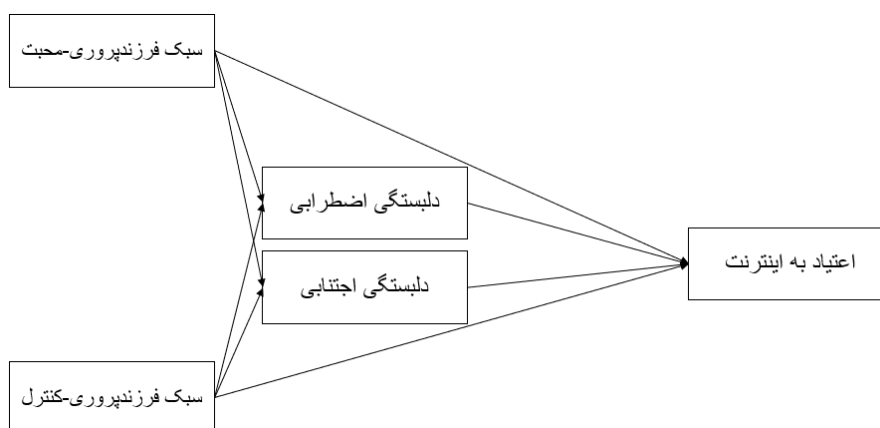 سبک فرزندپروری-محبت
دلبستگی اضطرابی
اعتیاد به اینترنت
دلبستگی اجتنابی
سبک فرزندپروری-کنترل